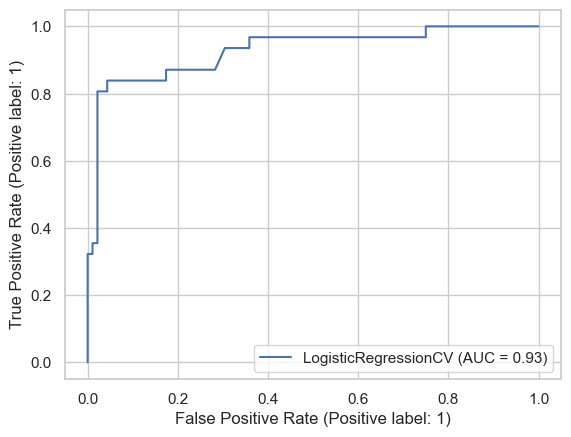 1.0
0.8
0.6
0.4
0.2
0.0
True Positive Rate (Positive label: 1)
LogisticRegressionCV (AUC = 0.93)
0.0 0.2 0.4 0.6 0.8 1.0
False Positive Rate (Positive label: 1)